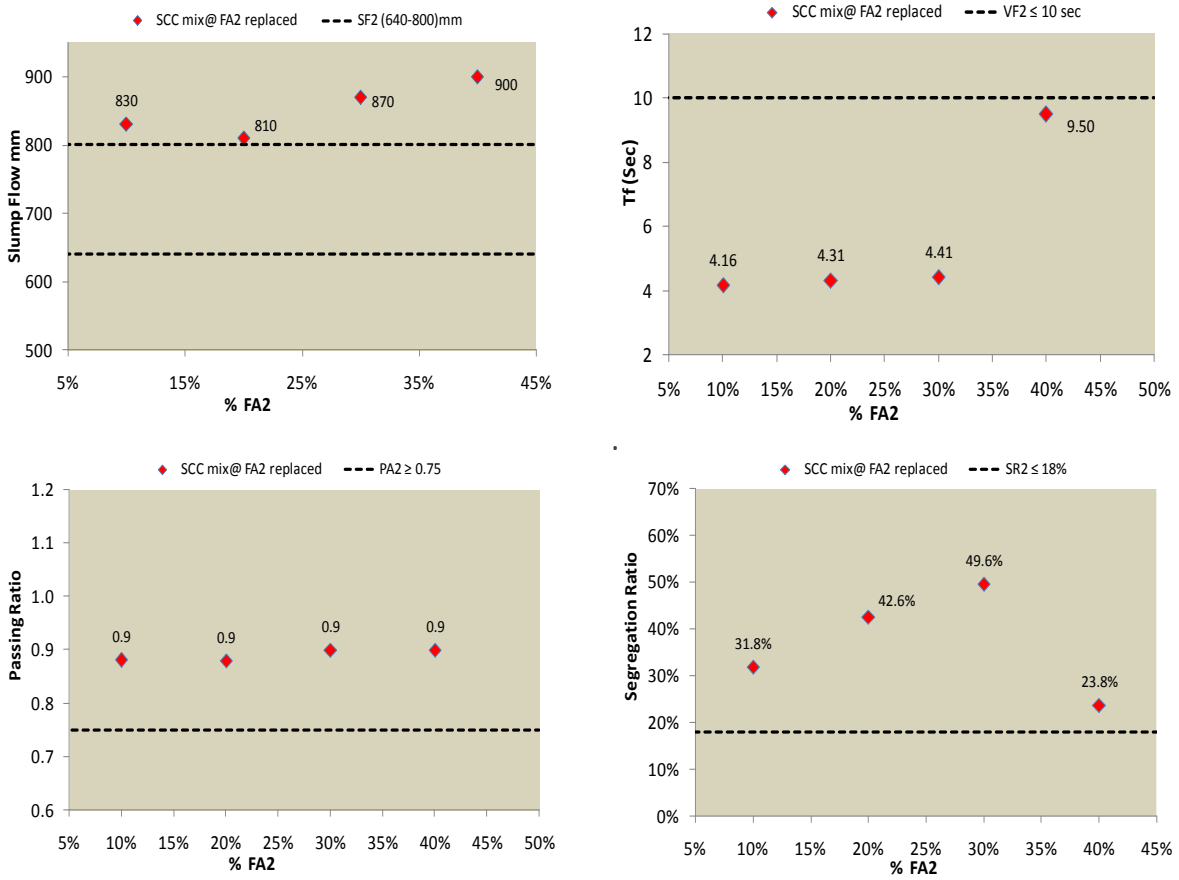 SCC mix@ FA2 replaced
SF2 (640-800)mm
900
800
700
600
500
Slump Flow mm
830
810
870
900
5% 15% 25% 35% 45%
% FA2
SCC mix@ FA2 replaced
VF2 ≤ 10 sec
12
10
8
6
4
2
Tf (Sec)
4.16
4.31
4.41
9.50
5% 10% 15% 20% 25% 30% 35% 40% 45% 50%
% FA2
SCC mix@ FA2 replaced
PA2 ≥ 0.75
1.2
1.1
1.0
0.9
0.8
0.7
0.6
Passing Ratio
0.9
0.9
0.9
0.9
5% 10% 15% 20% 25% 30% 35% 40% 45% 50%
% FA2
SCC mix@ FA2 replaced
SR2 ≤ 18%
70%
60%
50%
40%
30%
20%
10%
0%
Segregation Ratio
31.8%
42.6%
49.6%
23.8%
5% 10% 15% 20% 25% 30% 35% 40% 45%
% FA2